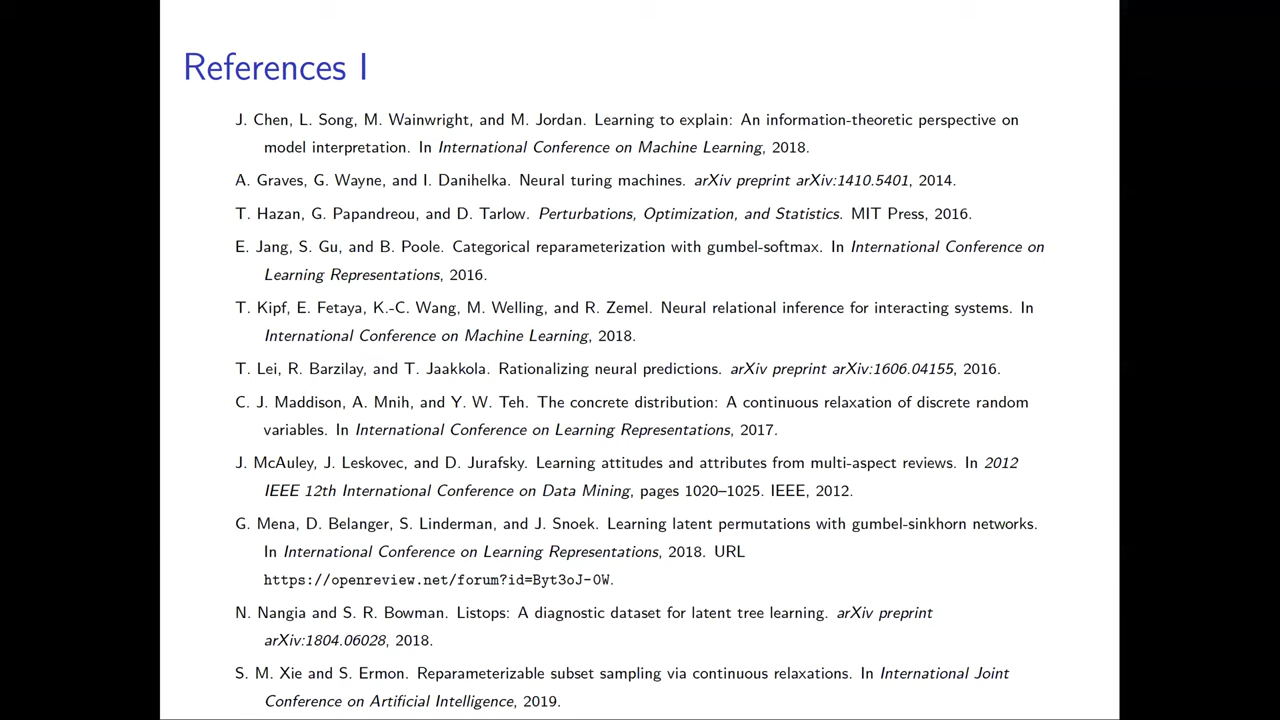 References I
J. Chen, L. Song, M. Wainwright, and M. Jordan. Learning to explain: An information-theoretic perspective on
model interpretation. In International Conference on Machine Learning, 2018.
A. Graves, G. Wayne, and I. Danihelka. Neural turing machines. arXiv preprint arXiv:1410.5401, 2014.
T. Hazan, G. Papandreou, and D. Tarlow. Perturbations, Optimization, and Statistics. MIT Press, 2016.
E. Jang, S. Gu, and B. Poole. Categorical reparameterization with gumbel-softmax. In International Conference on
Learning Representations, 2016.
T. Kipf, E. Fetaya, K.-C. Wang, M. Welling, and R. Zemel. Neural relational inference for interacting systems. In
International Conference on Machine Learning, 2018.
T. Lei, R. Barzilay, and T. Jaakkola. Rationalizing neural predictions. arXiv preprint arXiv:1606.04155, 2016.
C. J. Maddison, A. Mnih, and Y. W. Teh. The concrete distribution: A continuous relaxation of discrete random
variables. In International Conference on Learning Representations, 2017.
J. McAuley, J. Leskovec, and D. Jurafsky. Learning attitudes and attributes from multi-aspect reviews. In 2012
IEEE 12th International Conference on Data Mining, pages 1020–1025. IEEE, 2012.
G. Mena, D. Belanger, S. Linderman, and J. Snoek. Learning latent permutations with gumbel-sinkhorn networks.
In International Conference on Learning Representations, 2018. URL
https://openreview.net/forum?id=Byt3oJ-0W.
N. Nangia and S. R. Bowman. Listops: A diagnostic dataset for latent tree learning. arXiv preprint
arXiv:1804.06028, 2018.
S. M. Xie and S. Ermon. Reparameterizable subset sampling via continuous relaxations. In International Joint
Conference on Artificial Intelligence, 2019.